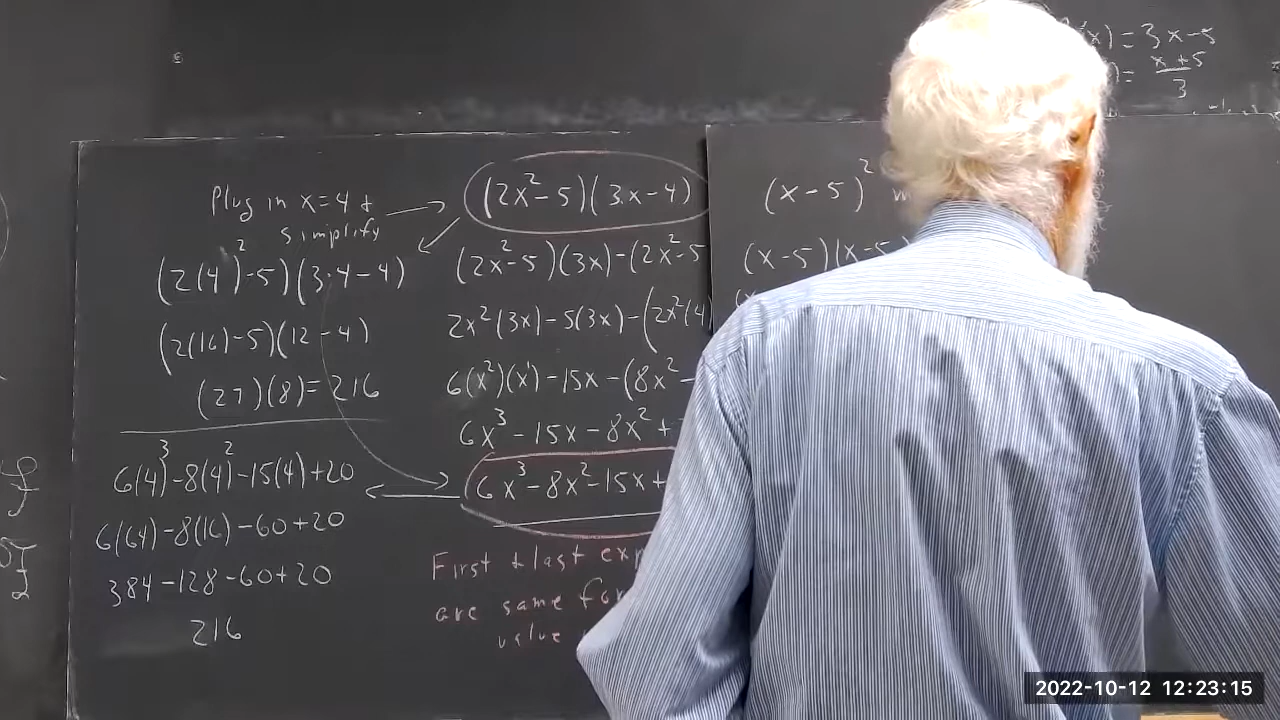 Plug in x=4 +
simplify
(2(4)²-5)(3·4-4)
(2(16)-5)(12-4)
(27)(8)=216
6(4)³-8(4)²-15(4)+20
6(64)-8(16)-60+20
384-128-60+20
216
(2x²-5)(3x-4)
(2x²-5)(3x)-(2x²-5
2x²(3x)-5(3x)-(2x²(4)
6(x²)(x¹)-15x-(8x²-
6x³-15x-8x²+
6x³-8x²-15x+
First + last exp
are same for
value
(x-5)²
(x-5)(x-5
(x)=3x-5
)=x+5/3
2022-10-12 12:23:15